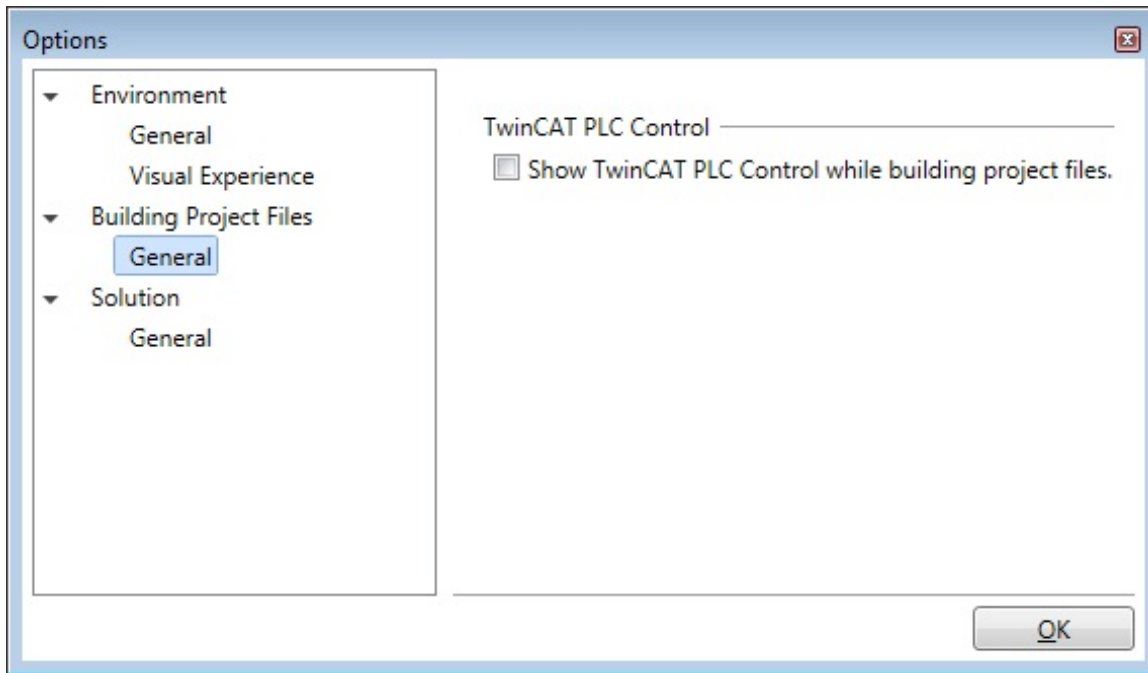 Options
Environment
General
Visual Experience
Building Project Files
General
Solution
General
TwinCAT PLC Control
Show TwinCAT PLC Control while building project files.
OK